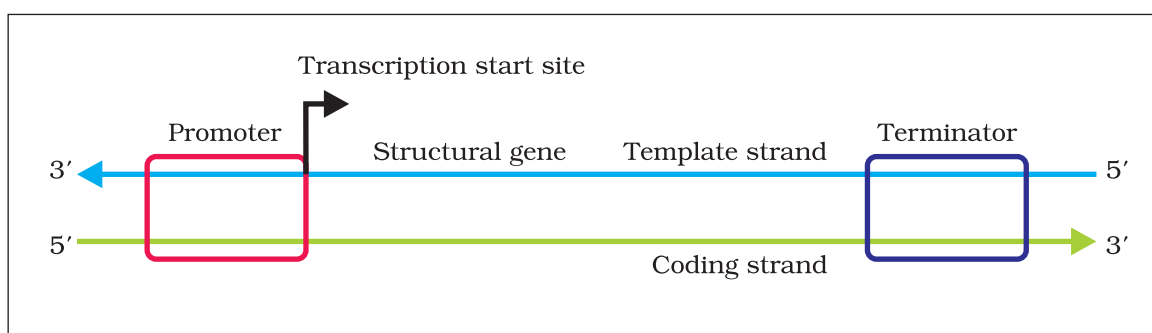 Transcription start site
Promoter
Terminator
Structural gene
Template strand
3′
5′
5′
3′
Coding strand